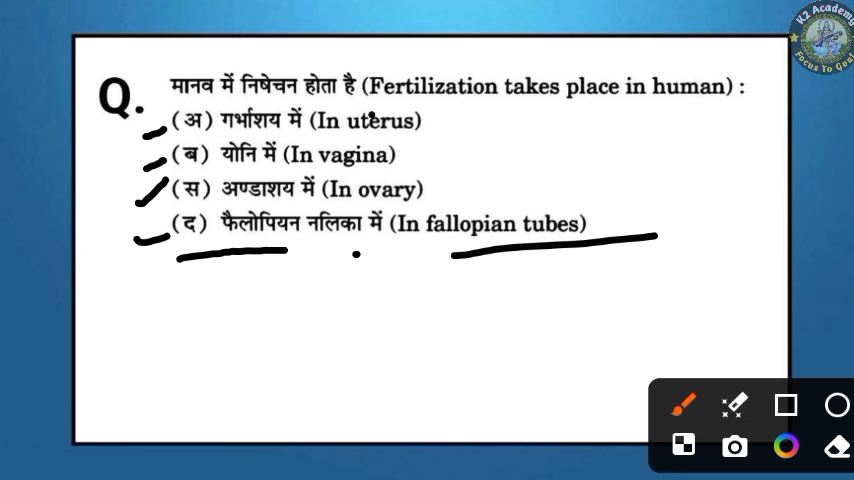 K2 Academy
Focus To Goal
Q. मानव में निषेचन होता है (Fertilization takes place in human) :
(अ) गर्भाशय में (In uterus)
(ब) योनि में (In vagina)
(स) अण्डाशय में (In ovary)
(द) फैलोपियन नलिका में (In fallopian tubes)